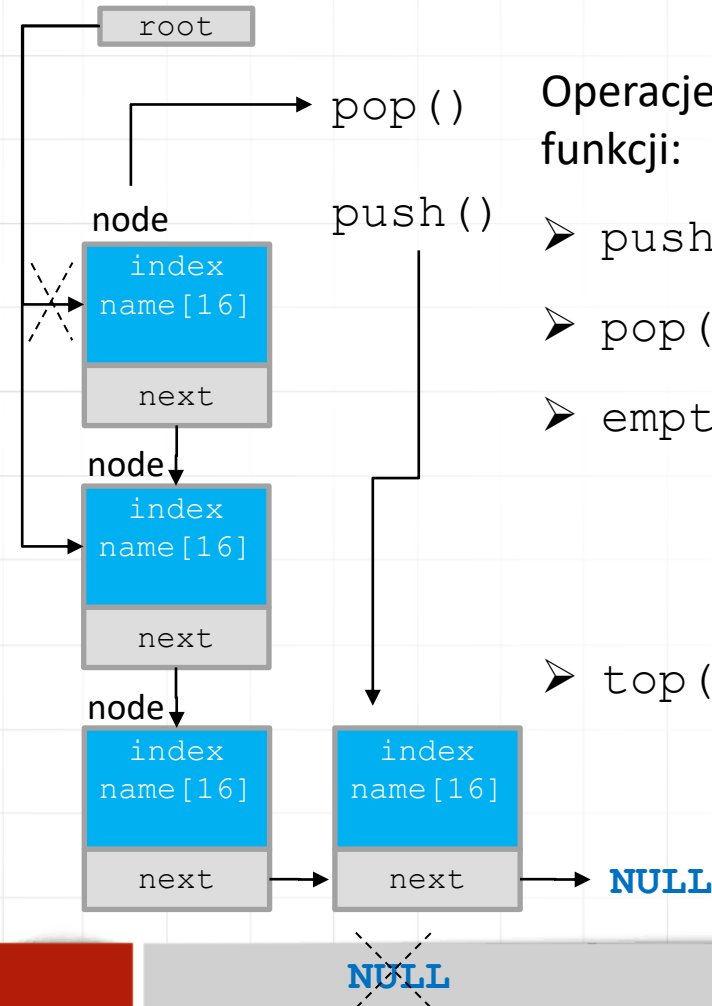 root
pop()
Operacje
funkcji:
node
push()
➢ push
index
name[16]
➢ pop(
next
➢ empt
node
index
name[16]
next
➢ top(
node
index
name[16]
index
name[16]
next
next
NULL
NULL